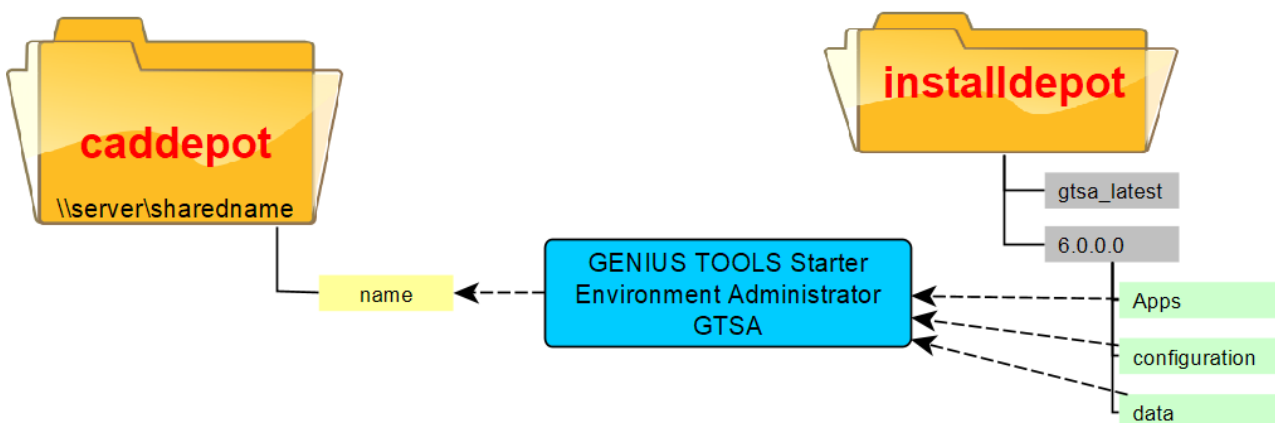 caddepot
\\server\sharedname
name
GENIUS TOOLS Starter
Environment Administrator
GTSA
installdepot
gtsa_latest
6.0.0.0
Apps
configuration
data